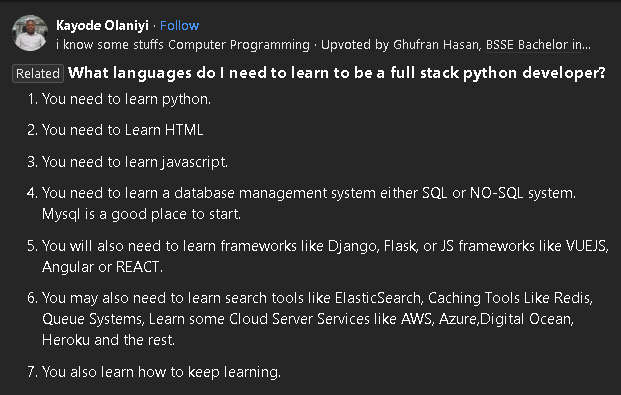 Kayode Olaniyi · Follow
i know some stuffs Computer Programming · Upvoted by Ghufran Hasan, BSSE Bachelor in...
Related What languages do I need to learn to be a full stack python developer?
1. You need to learn python.
2. You need to Learn HTML
3. You need to learn javascript.
4. You need to learn a database management system either SQL or NO-SQL system.
Mysql is a good place to start.
5. You will also need to learn frameworks like Django, Flask, or JS frameworks like VUEJS,
Angular or REACT.
6. You may also need to learn search tools like ElasticSearch, Caching Tools Like Redis,
Queue Systems, Learn some Cloud Server Services like AWS, Azure,Digital Ocean,
Heroku and the rest.
7. You also learn how to keep learning.